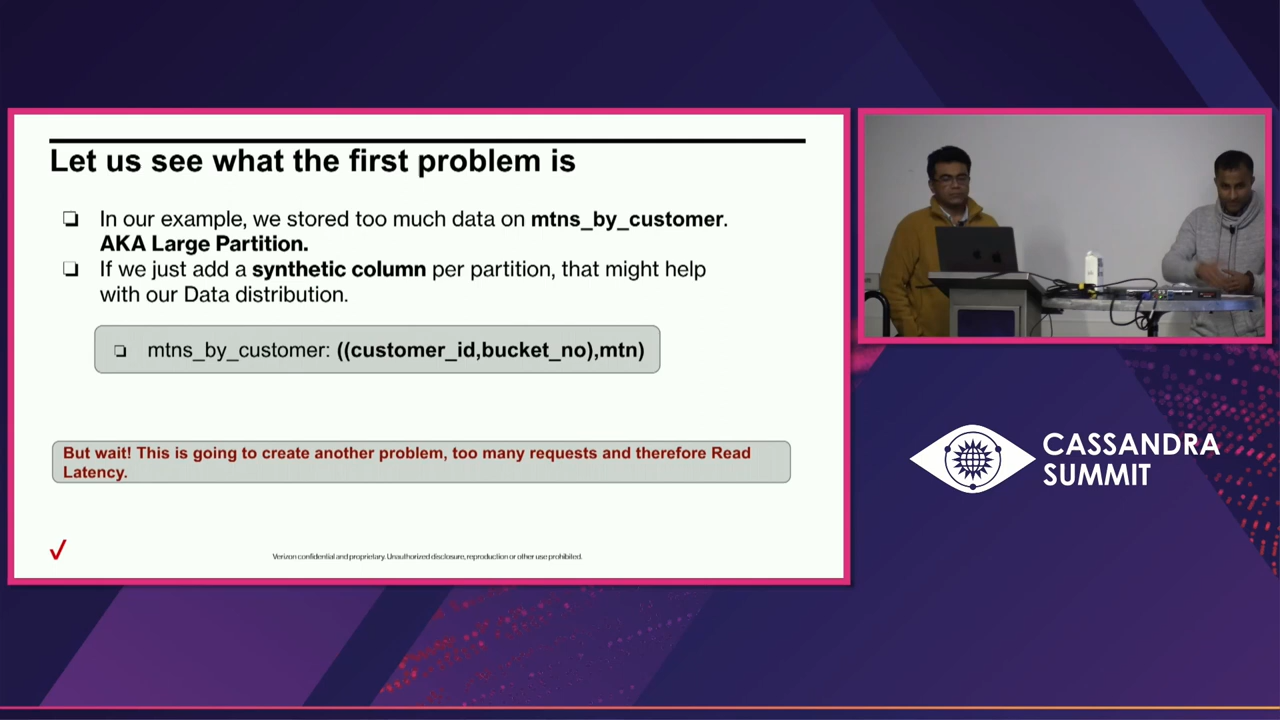 Let us see what the first problem is
❏ In our example, we stored too much data on mtns_by_customer.
AKA Large Partition.
❏ If we just add a synthetic column per partition, that might help
with our Data distribution.
❏ mtns_by_customer: ((customer_id,bucket_no),mtn)
But wait! This is going to create another problem, too many requests and therefore Read
Latency.
Verizon confidential and proprietary. Unauthorized disclosure, reproduction or other use prohibited.
CASSANDRA
SUMMIT